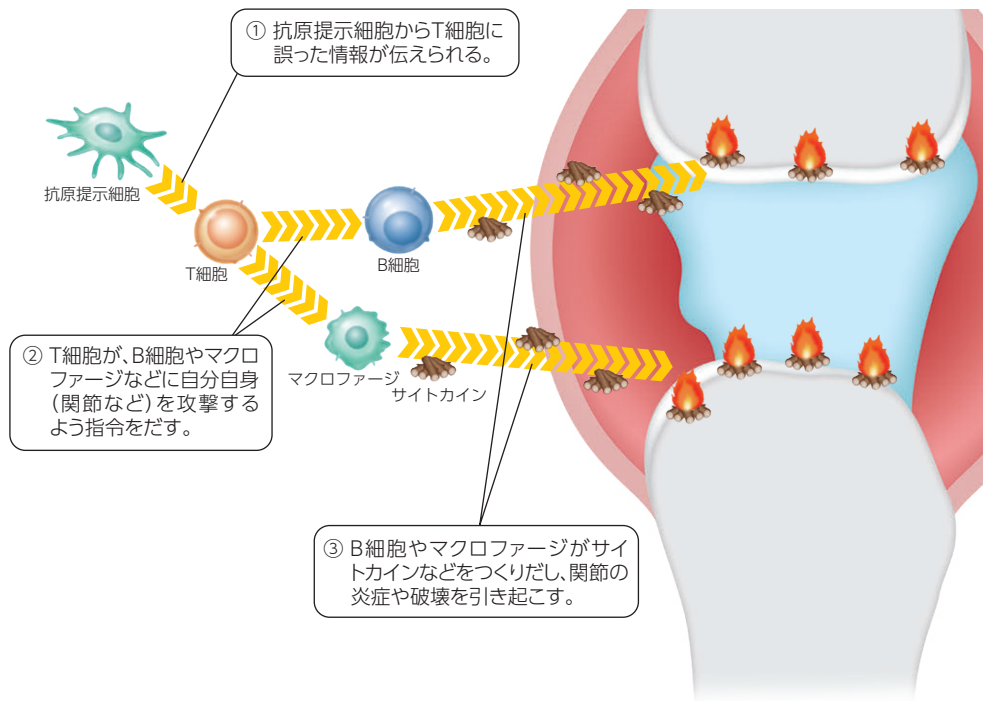 ① 抗原提示細胞からT細胞に
誤った情報が伝えられる。
抗原提示細胞
T細胞
B細胞
② T細胞が、B細胞やマクロ
ファージなどに自分自身
（関節など）を攻撃する
よう指令をだす。
マクロファージ
サイトカイン
③ B細胞やマクロファージがサイ
トカインなどをつくりだし、関節の
炎症や破壊を引き起こす。